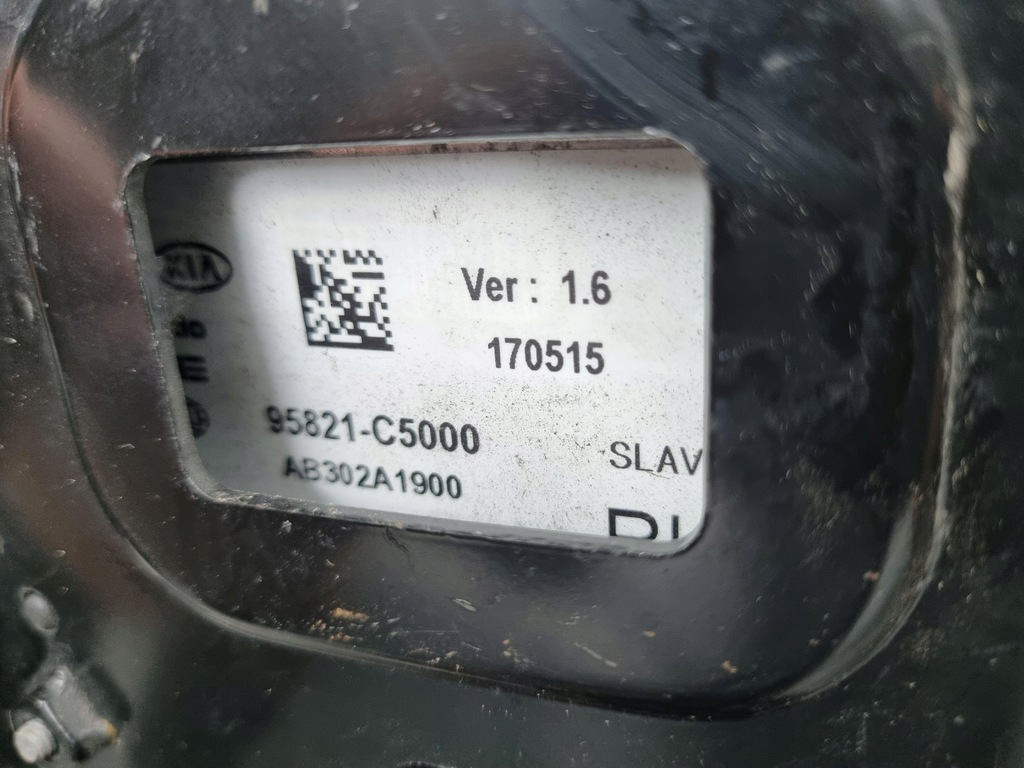 KIA
Ver : 1.6
170515
95821-C5000
AB302A1900
SLAV